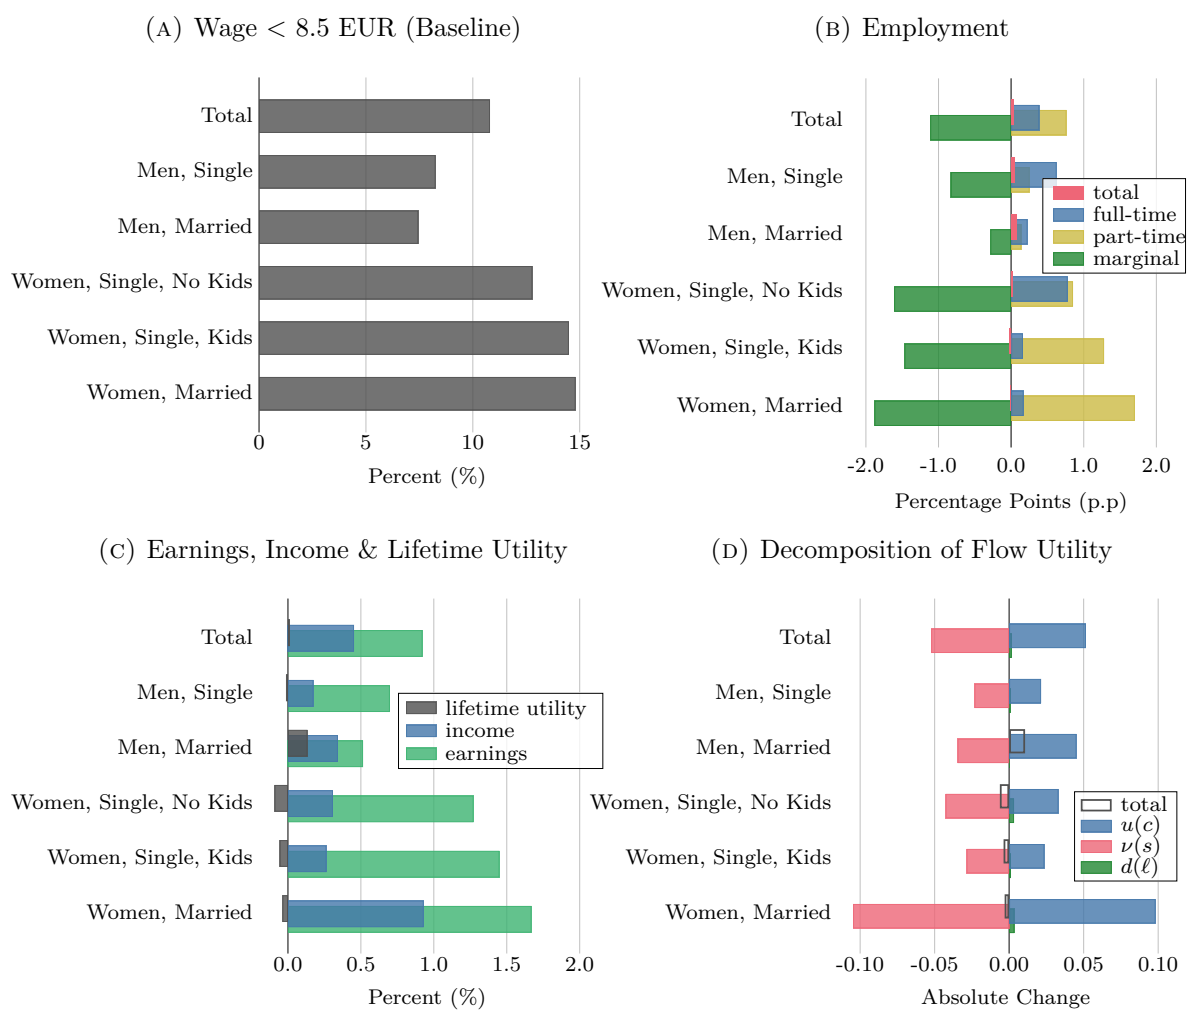 (A) Wage < 8.5 EUR (Baseline)
Total
Men, Single
Men, Married
Women, Single, No Kids
Women, Single, Kids
Women, Married
0 5 10 15
Percent (%)
(B) Employment
Total
Men, Single
Men, Married
Women, Single, No Kids
Women, Single, Kids
Women, Married
total
full-time
part-time
marginal
-2.0 -1.0 0.0 1.0 2.0
Percentage Points (p.p)
(C) Earnings, Income & Lifetime Utility
Total
Men, Single
Men, Married
Women, Single, No Kids
Women, Single, Kids
Women, Married
lifetime utility
income
earnings
0.0 0.5 1.0 1.5 2.0
Percent (%)
(D) Decomposition of Flow Utility
Total
Men, Single
Men, Married
Women, Single, No Kids
Women, Single, Kids
Women, Married
total
u(c)
ν(s)
d(ℓ)
-0.10 -0.05 0.00 0.05 0.10
Absolute Change